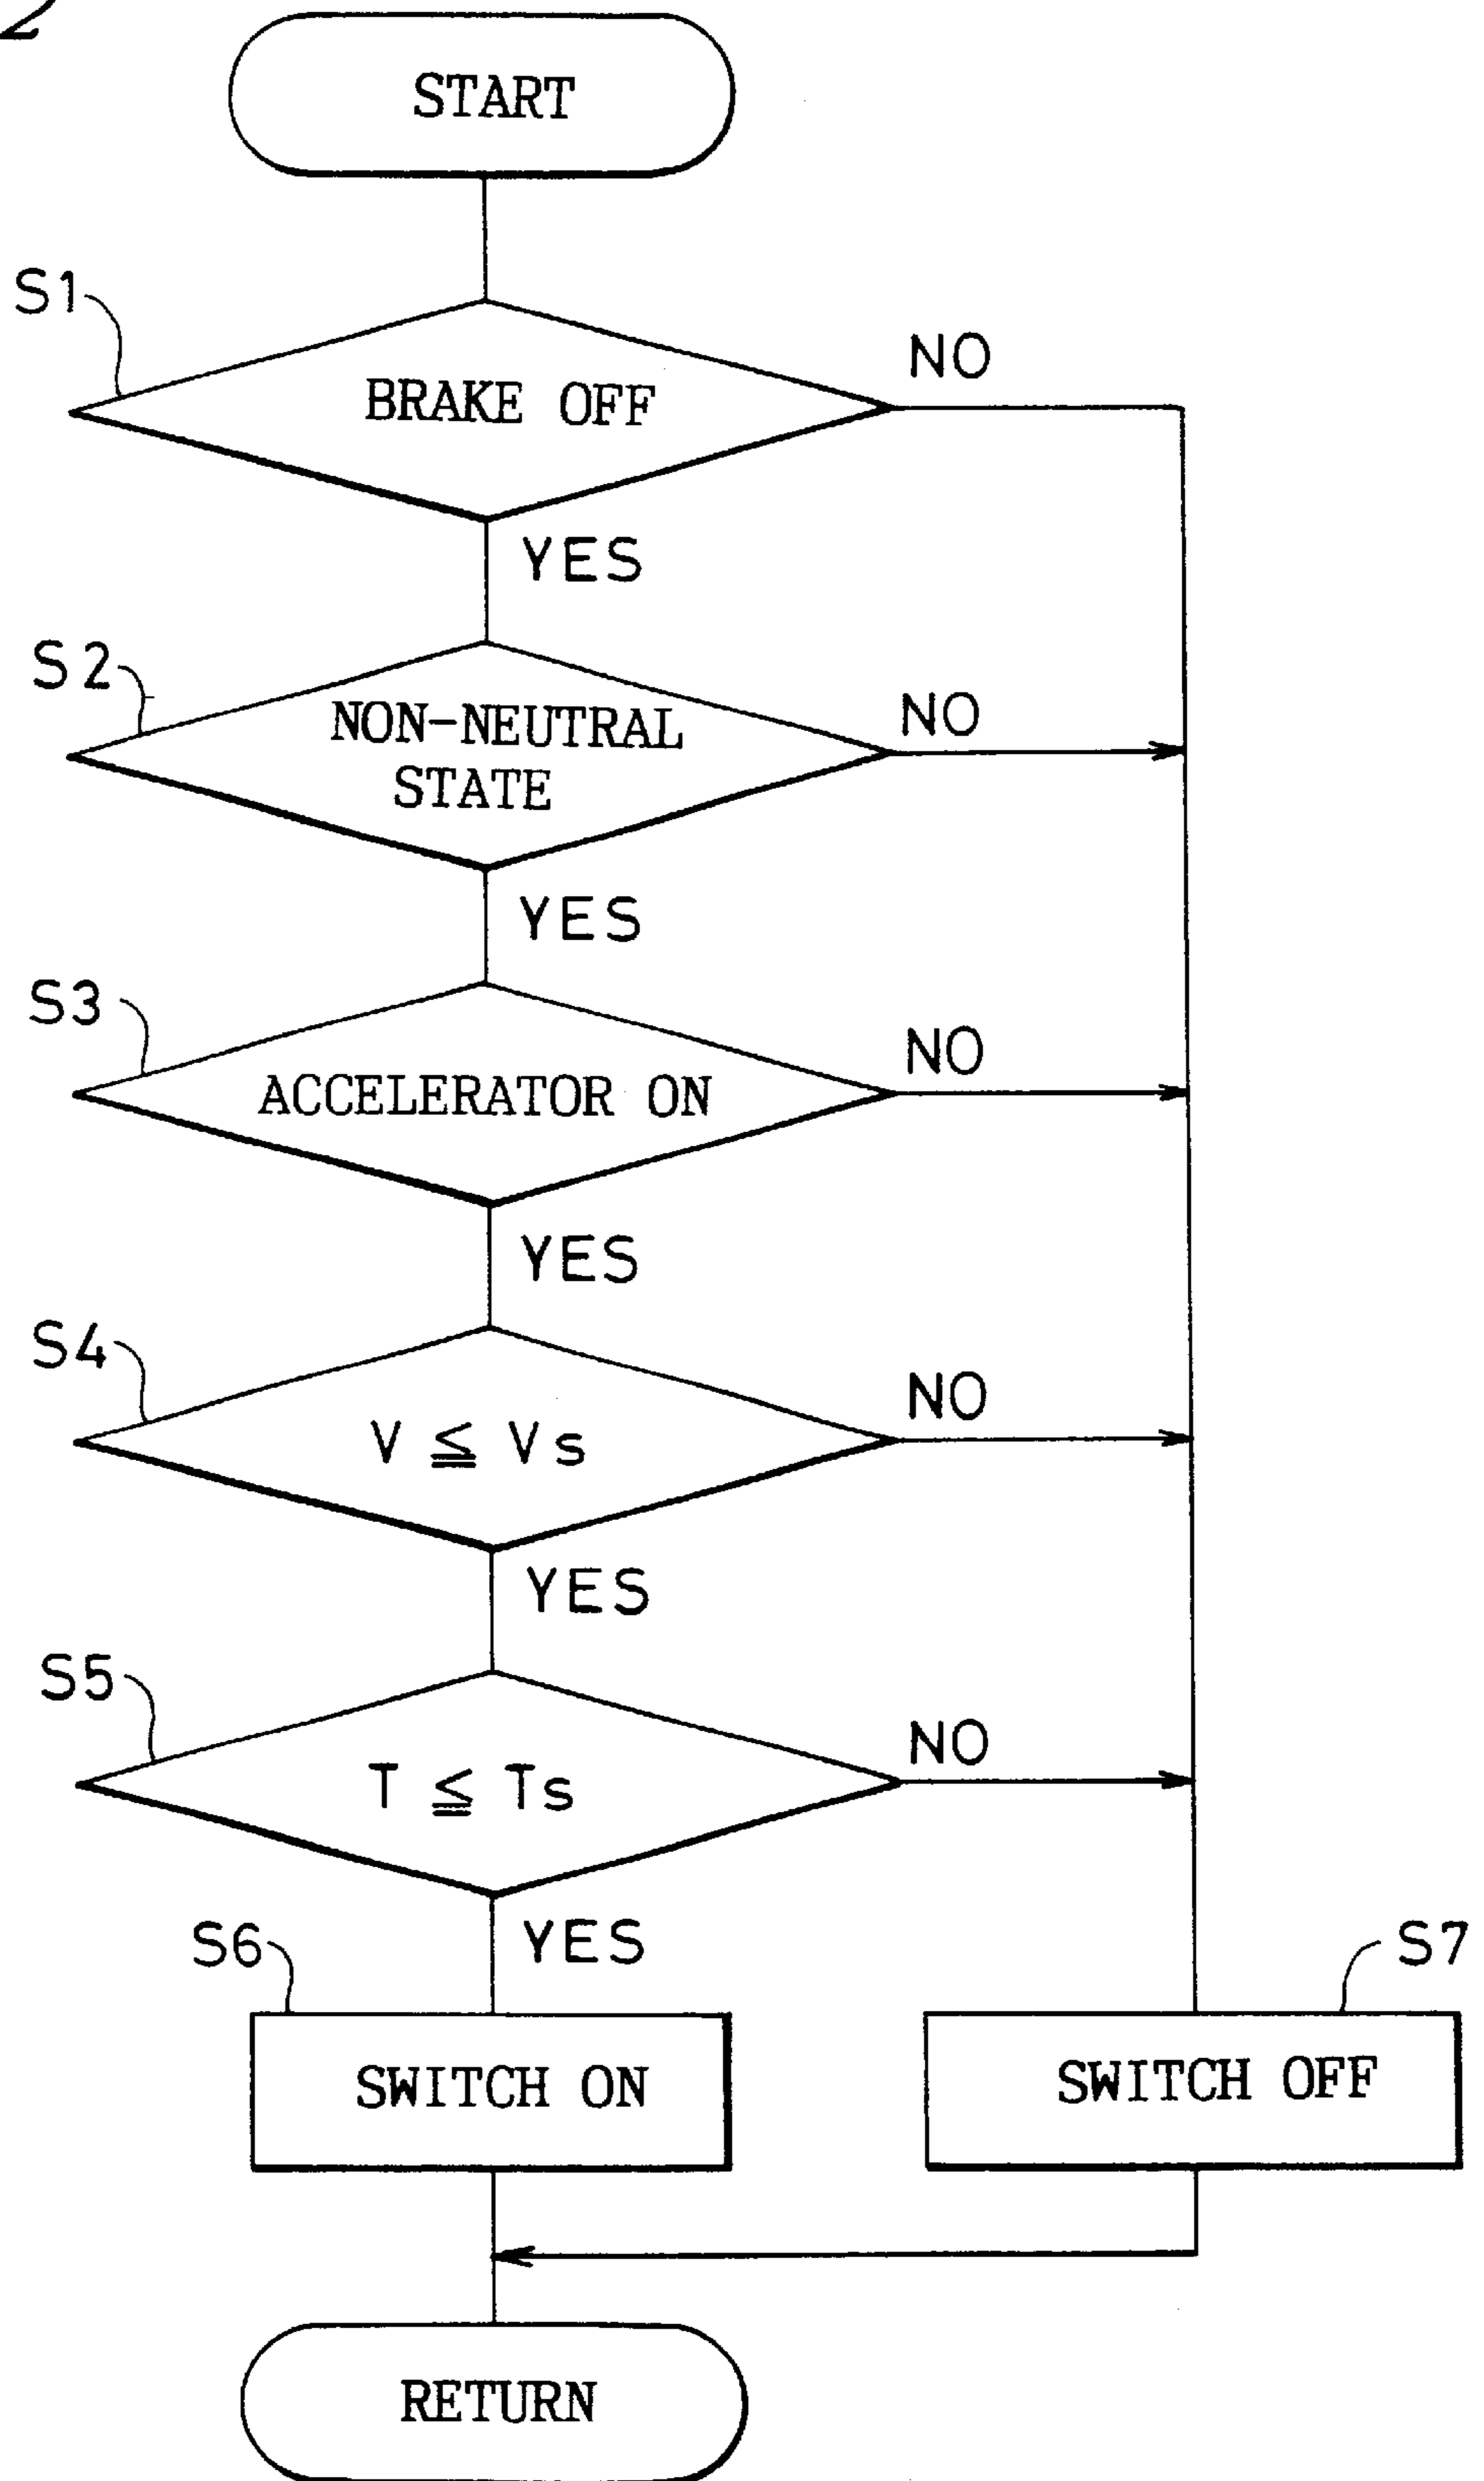 2
START
S1
BRAKE OFF
NO
YES
S2
NON-NEUTRAL
STATE
NO
YES
S3
ACCELERATOR ON
NO
YES
S4
V ≦ Vs
NO
YES
S5
T ≦ Ts
NO
YES
S6
S7
SWITCH ON
SWITCH OFF
RETURN